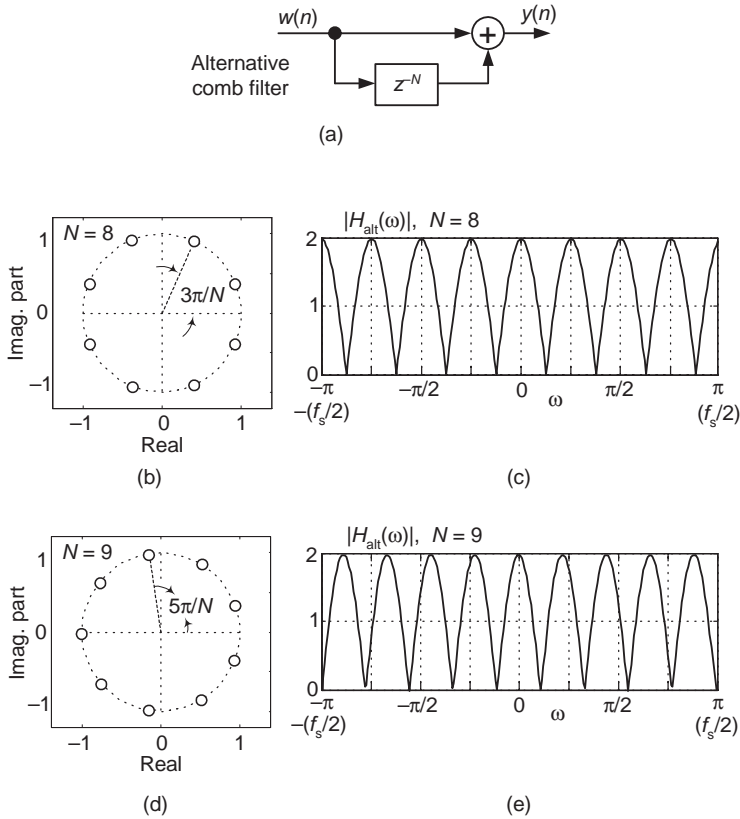 w(n)
y(n)
+
Alternative
comb filter
z⁻ᴺ
(a)
N = 8
1
0
−1
Imag. part
3π/N
−1
0
1
Real
(b)
|H_alt(ω)|, N = 8
2
1
0
−π
−π/2
0
ω
π/2
π
−(f_s/2)
(f_s/2)
(c)
N = 9
1
0
−1
Imag. part
5π/N
−1
0
1
Real
(d)
|H_alt(ω)|, N = 9
2
1
0
−π
−π/2
0
ω
π/2
π
−(f_s/2)
(f_s/2)
(e)